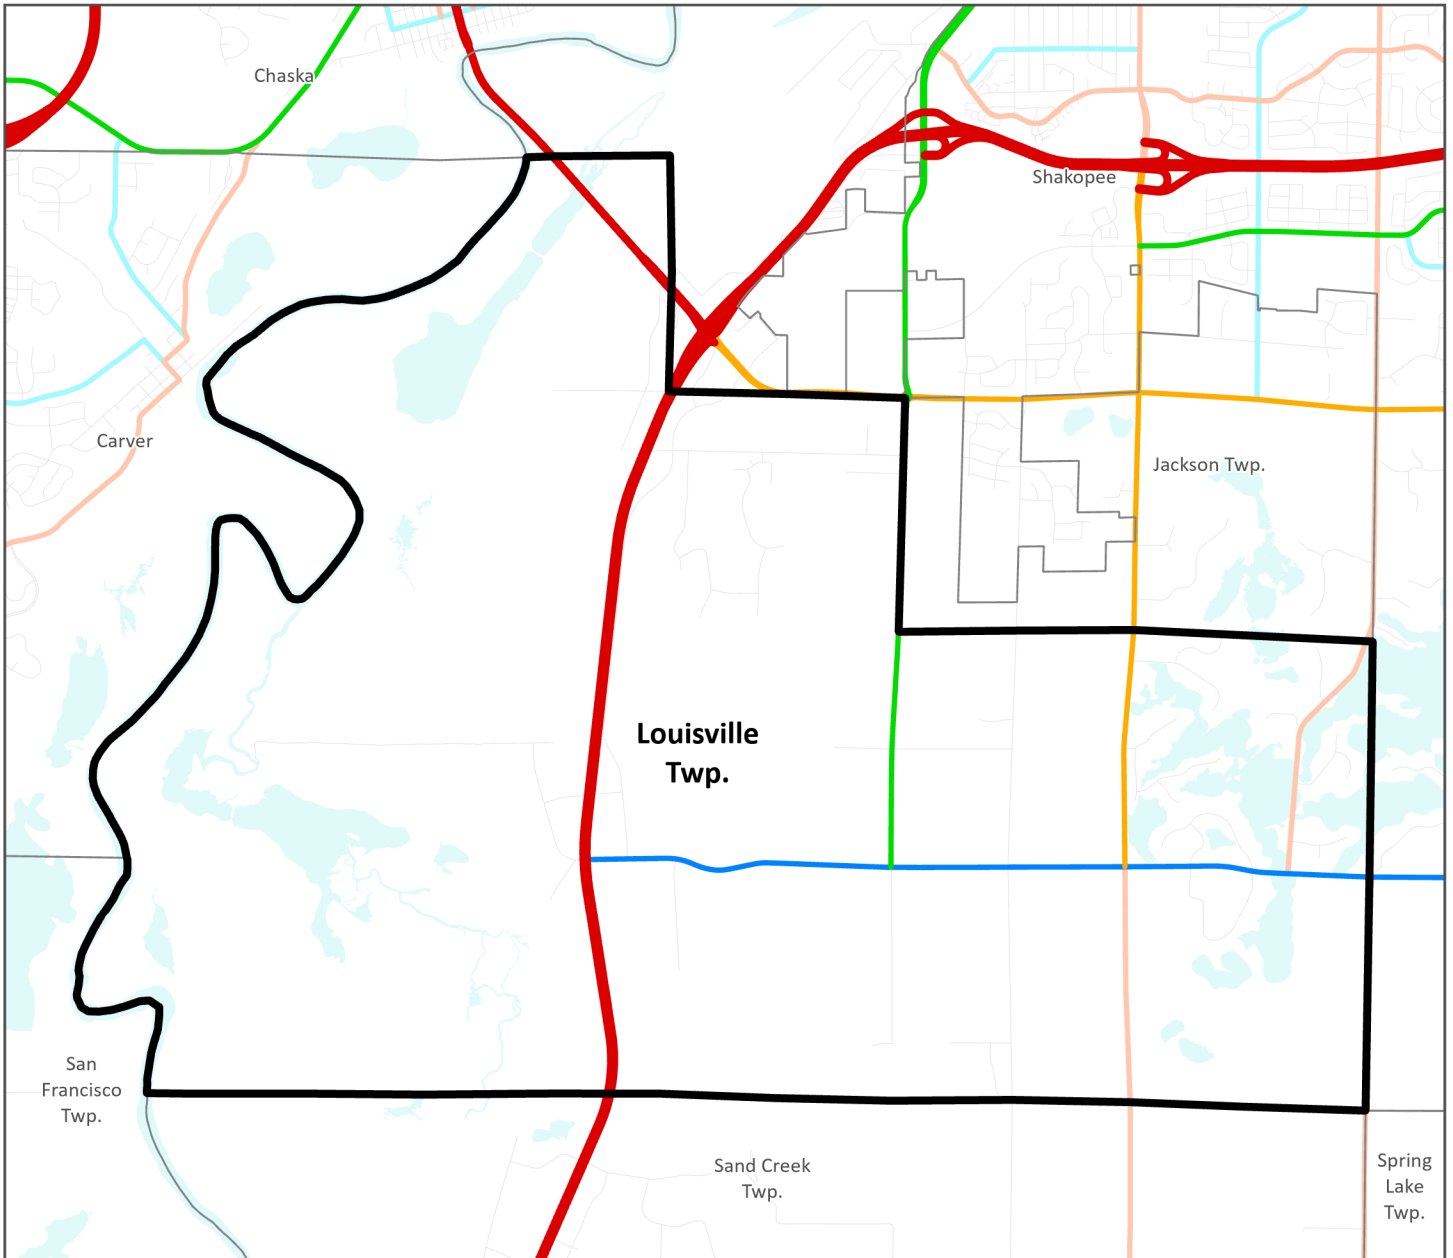 Chaska
Shakopee
Carver
Jackson Twp.
Louisville
Twp.
San
Francisco
Twp.
Sand Creek
Twp.
Spring
Lake
Twp.